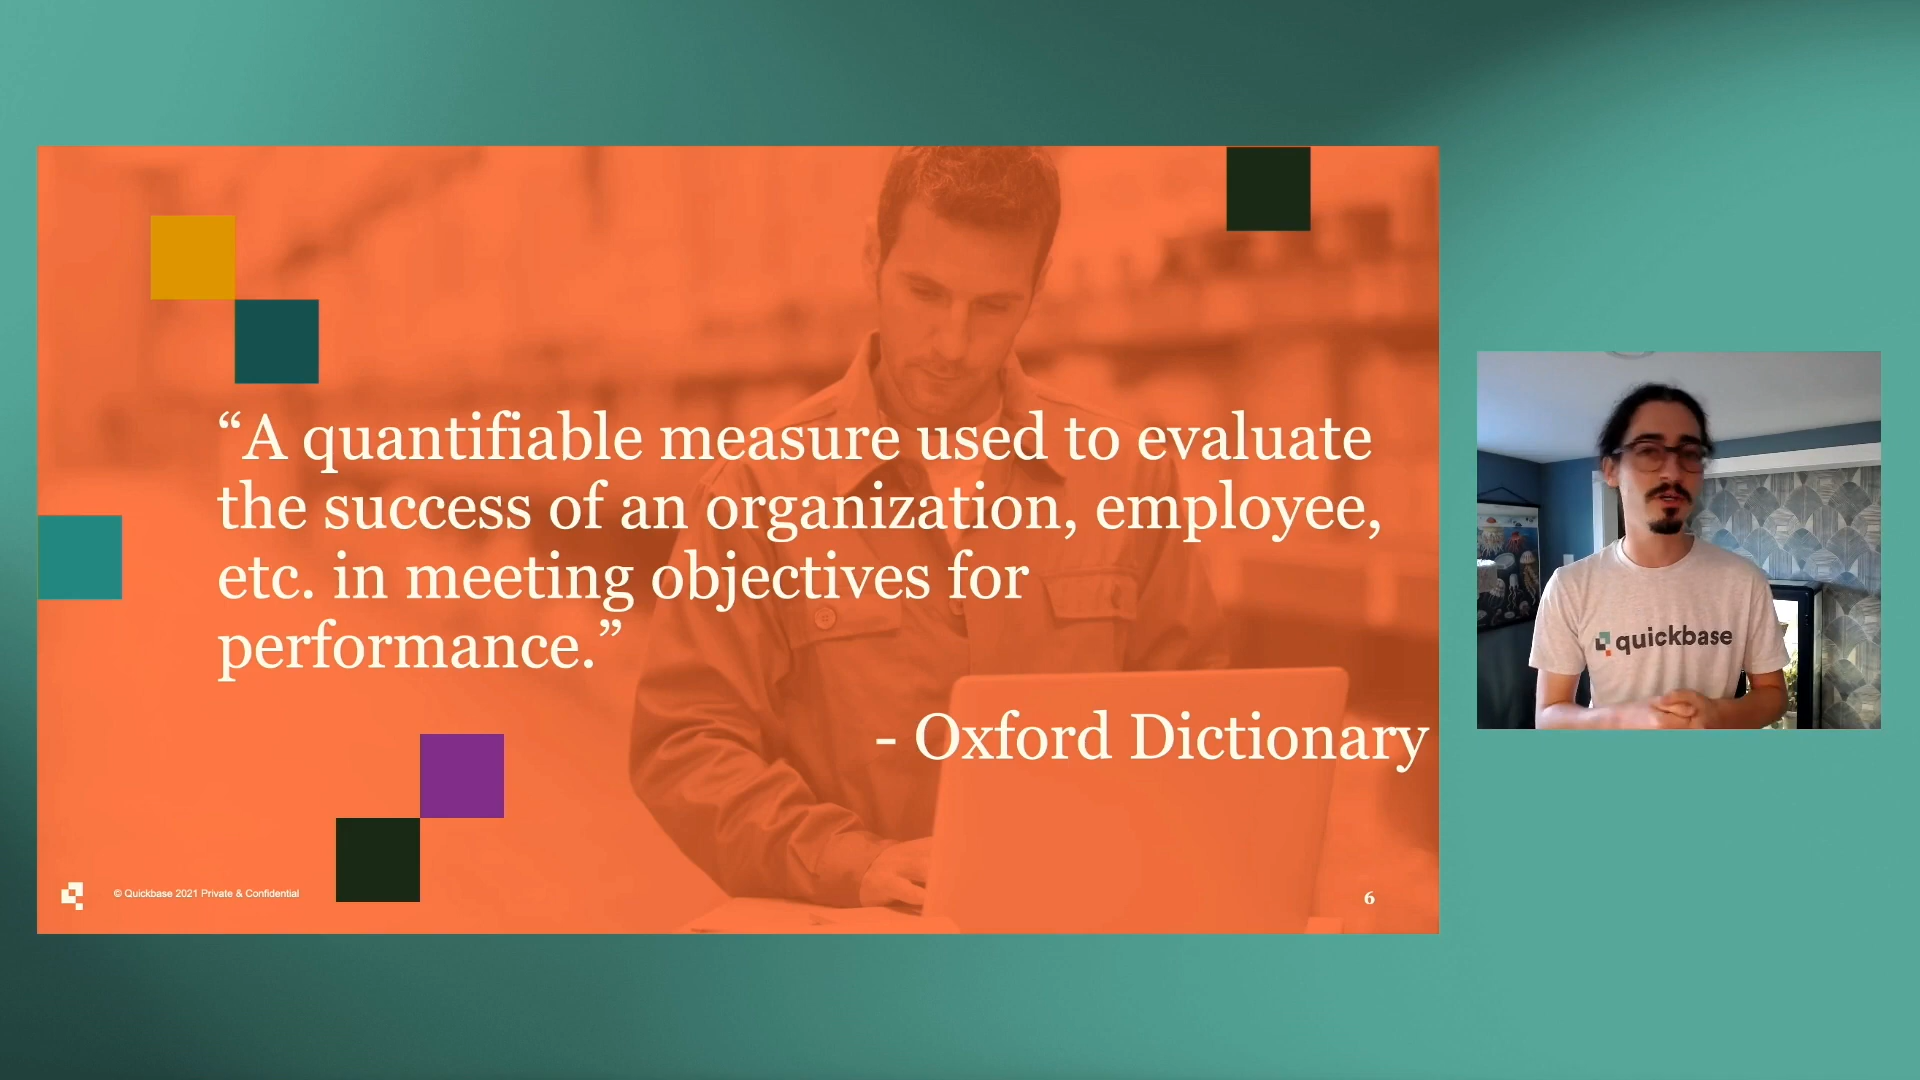 “A quantifiable measure used to evaluate
the success of an organization, employee,
etc. in meeting objectives for
performance.”
- Oxford Dictionary
© Quickbase 2021 Private & Confidential
6
quickbase